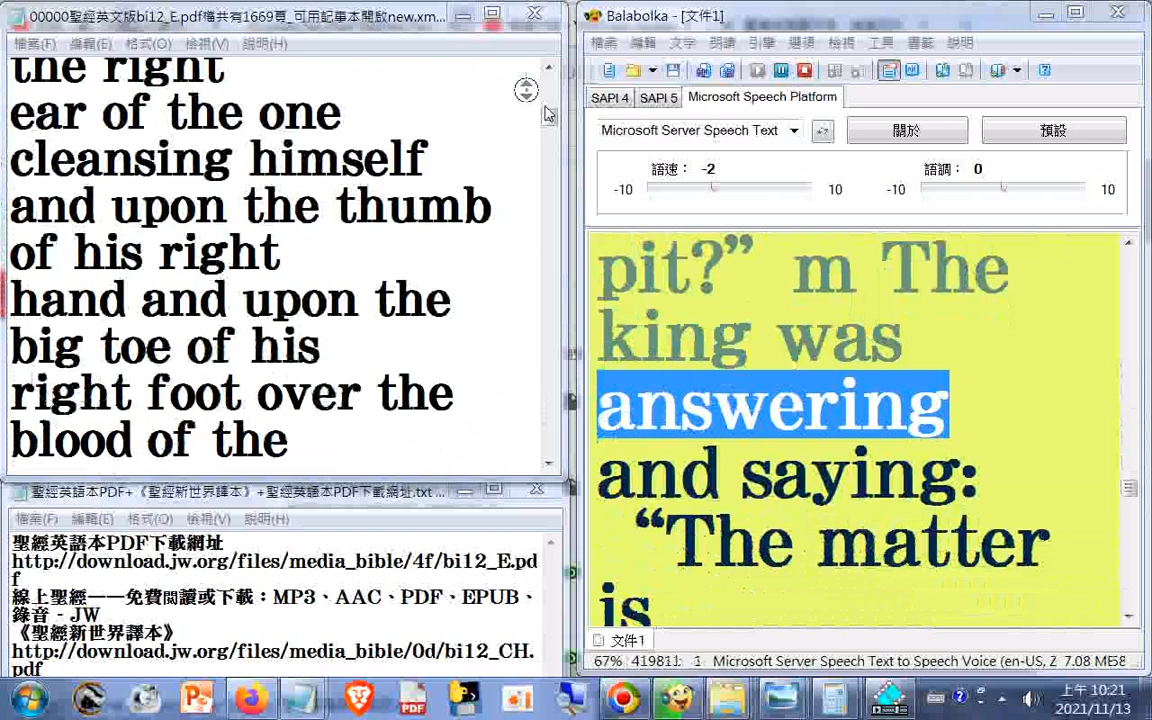 00000聖經英文版bi12_E.pdf檔共有1669頁_可用記事本開啟new.xm...
檔案(F) 編輯(E) 格式(O) 檢視(V) 說明(H)
the right
ear of the one
cleansing himself
and upon the thumb
of his right
hand and upon the
big toe of his
right foot over the
blood of the
聖經英語本PDF+《聖經新世界譯本》+聖經英語本PDF下載網址.txt ...
檔案(F) 編輯(E) 格式(O) 檢視(V) 說明(H)
聖經英語本PDF下載網址
http://download.jw.org/files/media_bible/4f/bi12_E.pd
f
線上聖經——免費閱讀或下載：MP3、AAC、PDF、EPUB、
錄音 - JW
《聖經新世界譯本》
http://download.jw.org/files/media_bible/0d/bi12_CH.
pdf
Balabolka - [文件1]
檔案 編輯 文字 朗讀 引擎 選項 檢視 工具 書籤 說明
SAPI 4 SAPI 5 Microsoft Speech Platform
Microsoft Server Speech Text 關於 預設
語速： -2 語調： 0
-10 10 -10 10
pit?” m The
king was
answering
and saying:
“The matter
is
文件1
67% 419811: 1 Microsoft Server Speech Text to Speech Voice (en-US, Z 7.08 ME58
上午 10:21
2021/11/13